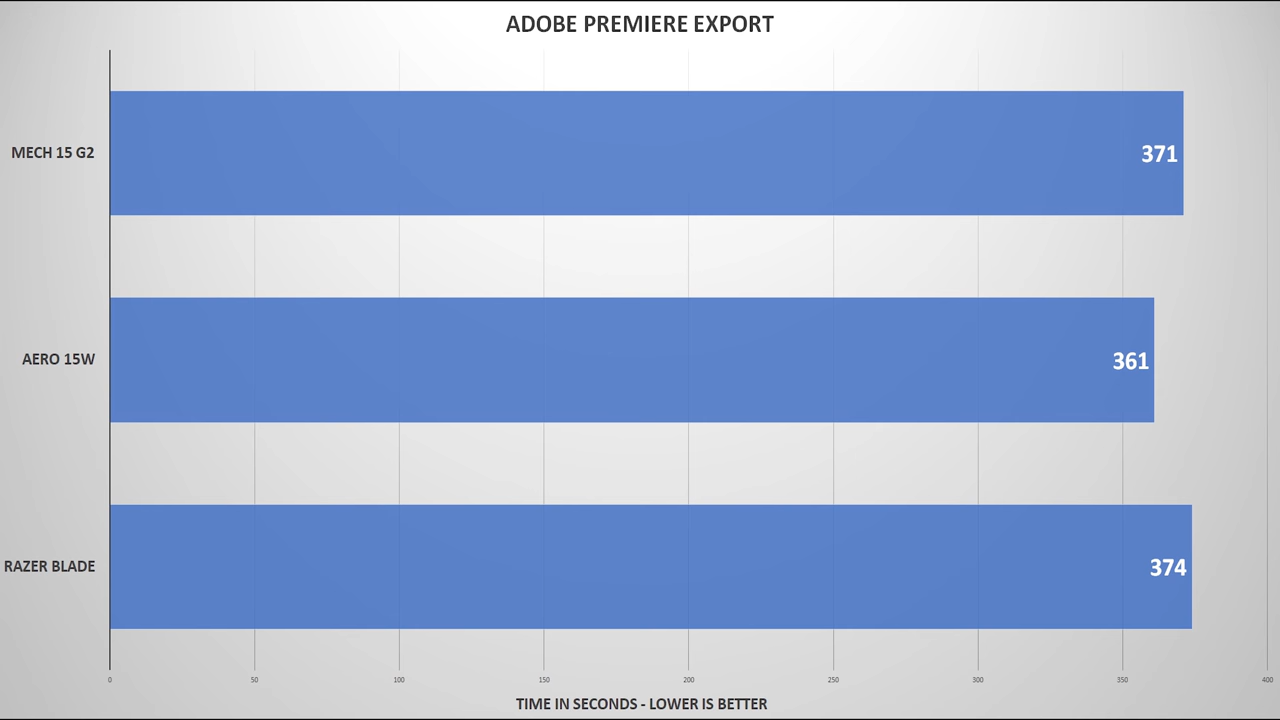 ADOBE PREMIERE EXPORT
MECH 15 G2
371
AERO 15W
361
RAZER BLADE
374
0 50 100 150 200 250 300 350 400
TIME IN SECONDS - LOWER IS BETTER